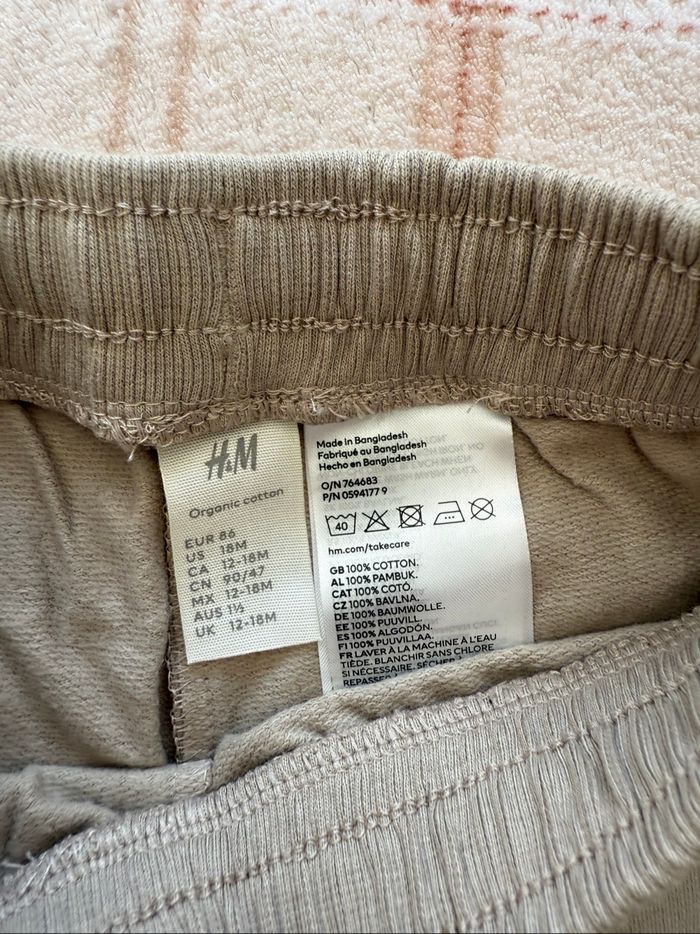 H&M
Organic cotton
EUR 86
US 18M
CA 12-18M
CN 90/47
MX 12-18M
AUS 1½
UK 12-18M
Made in Bangladesh
Fabriqué au Bangladesh
Hecho en Bangladesh
O/N 764683
P/N 0594177 9
40
hm.com/takecare
GB 100% COTTON.
AL 100% PAMBUK.
CAT 100% COTÓ.
CZ 100% BAVLNA.
DE 100% BAUMWOLLE.
EE 100% PUUVILL.
ES 100% ALGODÓN.
FI 100% PUUVILLAA.
FR LAVER À LA MACHINE À L'EAU
TIÈDE. BLANCHIR SANS CHLORE
SI NÉCESSAIRE. SÉCHER À
REPASSER